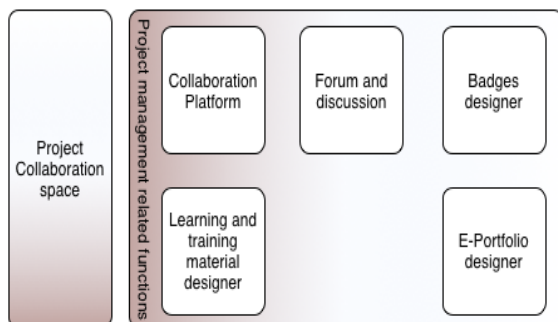 Project
Collaboration
space
Project management related functions
Collaboration
Platform
Forum and
discussion
Badges
designer
Learning and
training
material
designer
E-Portfolio
designer